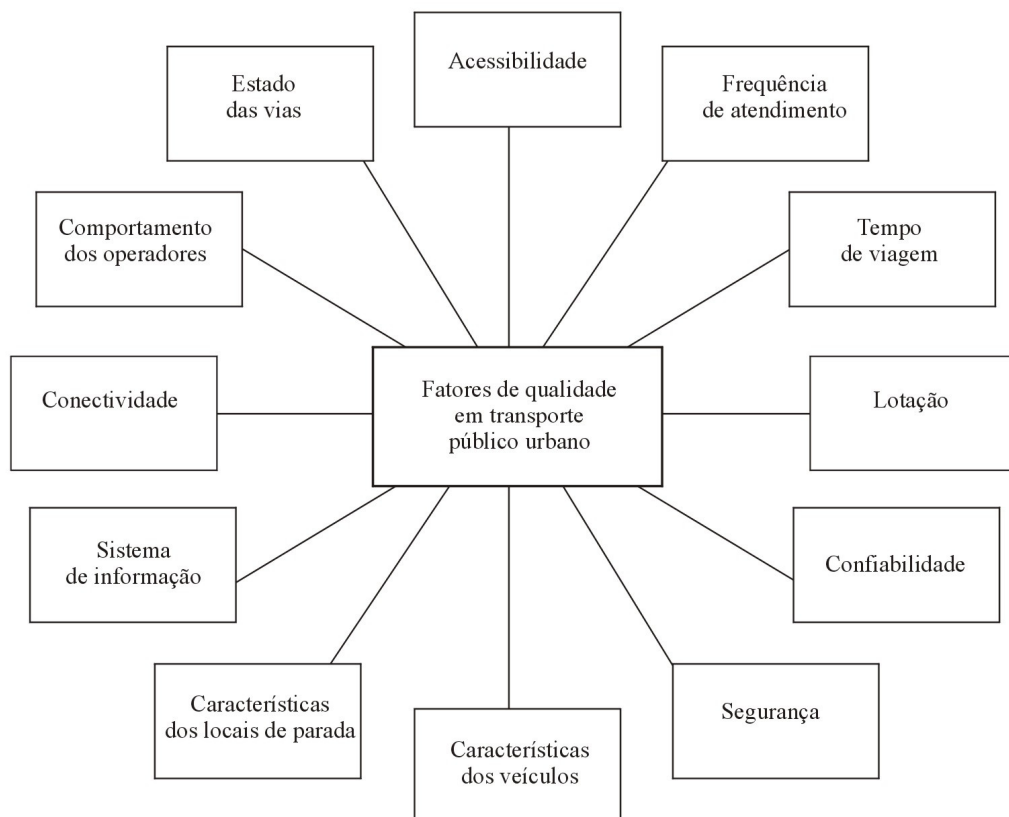 Acessibilidade
Estado
das vias
Frequência
de atendimento
Comportamento
dos operadores
Tempo
de viagem
Conectividade
Fatores de qualidade
em transporte
público urbano
Lotação
Sistema
de informação
Confiabilidade
Características
dos locais de parada
Segurança
Características
dos veículos